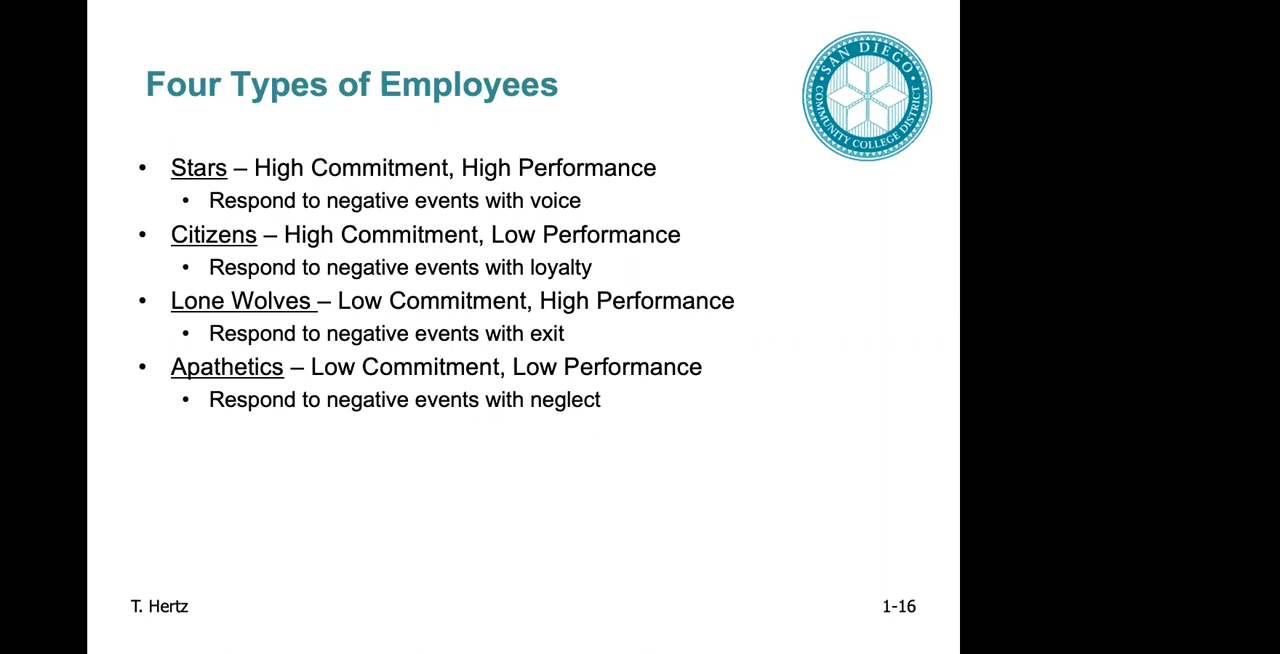 Four Types of Employees
SAN DIEGO
COMMUNITY COLLEGE DISTRICT
• Stars – High Commitment, High Performance
• Respond to negative events with voice
• Citizens – High Commitment, Low Performance
• Respond to negative events with loyalty
• Lone Wolves – Low Commitment, High Performance
• Respond to negative events with exit
• Apathetics – Low Commitment, Low Performance
• Respond to negative events with neglect
T. Hertz
1-16